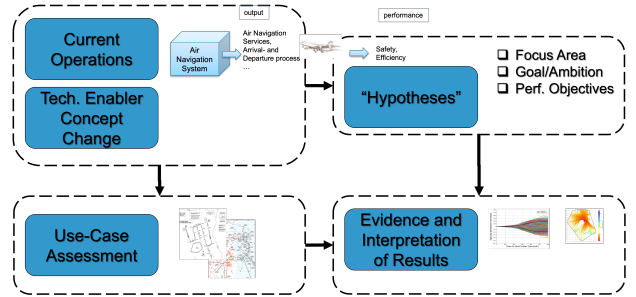 output
performance
Current
Operations
Air
Navigation
System
Air Navigation
Services,
Arrival- and
Departure process
…
Safety,
Efficiency
Tech. Enabler
Concept
Change
“Hypotheses”
❑ Focus Area
❑ Goal/Ambition
❑ Perf. Objectives
Use-Case
Assessment
Evidence and
Interpretation
of Results